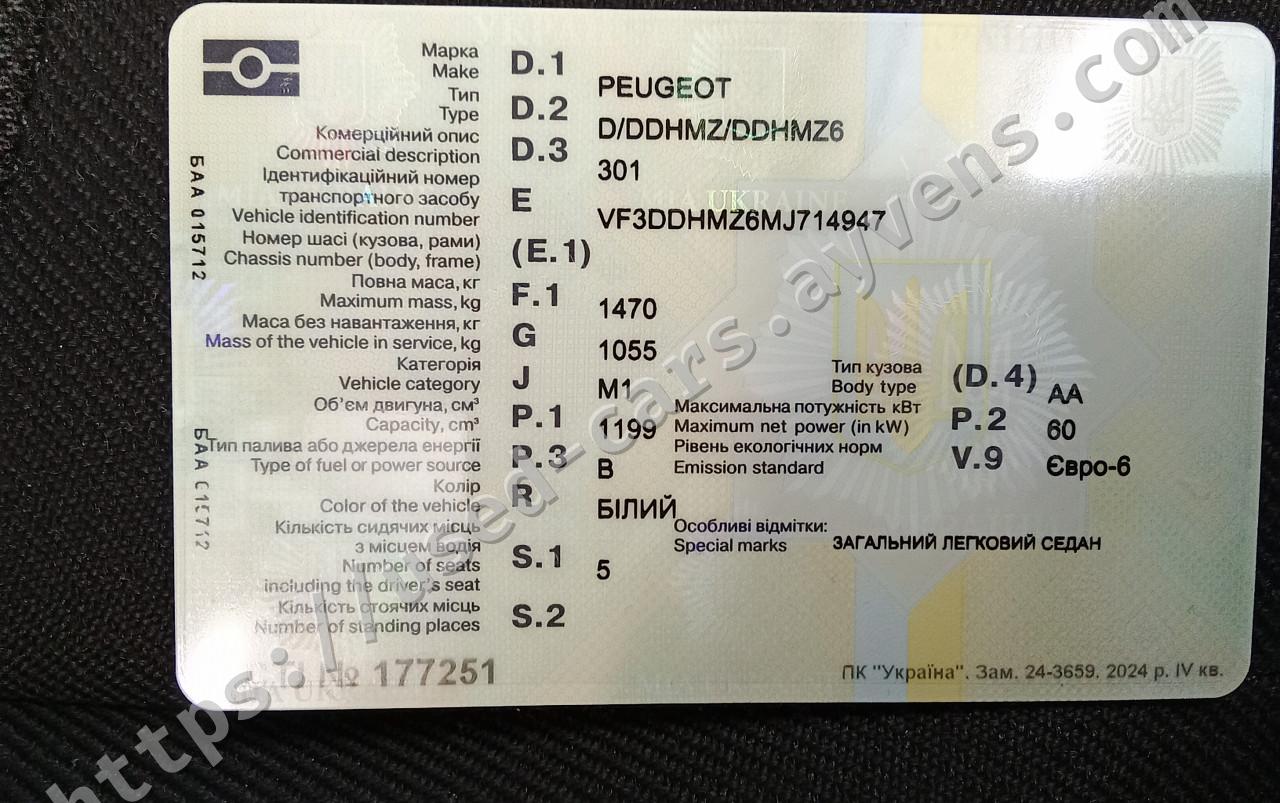 Марка
Make
D.1
PEUGEOT
Тип
Type
D.2
D/DDHMZ/DDHMZ6
Комерційний опис
Commercial description
D.3
301
Ідентифікаційний номер
транспортного засобу
Vehicle identification number
E
VF3DDHMZ6MJ714947
Номер шасі (кузова, рами)
Chassis number (body, frame)
(E.1)
Повна маса, кг
Maximum mass, kg
F.1
1470
Маса без навантаження, кг
Mass of the vehicle in service, kg
G
1055
Категорія
Vehicle category
J
M1
Тип кузова
Body type
(D.4)
AA
Об'єм двигуна, см³
Capacity, cm³
P.1
1199
Максимальна потужність кВт
Maximum net power (in kW)
P.2
60
Тип палива або джерела енергії
Type of fuel or power source
P.3
B
Рівень екологічних норм
Emission standard
V.9
Євро-6
Колір
Color of the vehicle
R
БІЛИЙ
Особливі відмітки:
Special marks
ЗАГАЛЬНИЙ ЛЕГКОВИЙ СЕДАН
Кількість сидячих місць
з місцем водія
Number of seats
including the driver's seat
S.1
5
Кількість стоячих місць
Number of standing places
S.2
№ 177251
ПК "Україна". Зам. 24-3659. 2024 р. IV кв.
БАА 015712
БАА 015712
UKRAINE
https://used-cars.ayvens.com